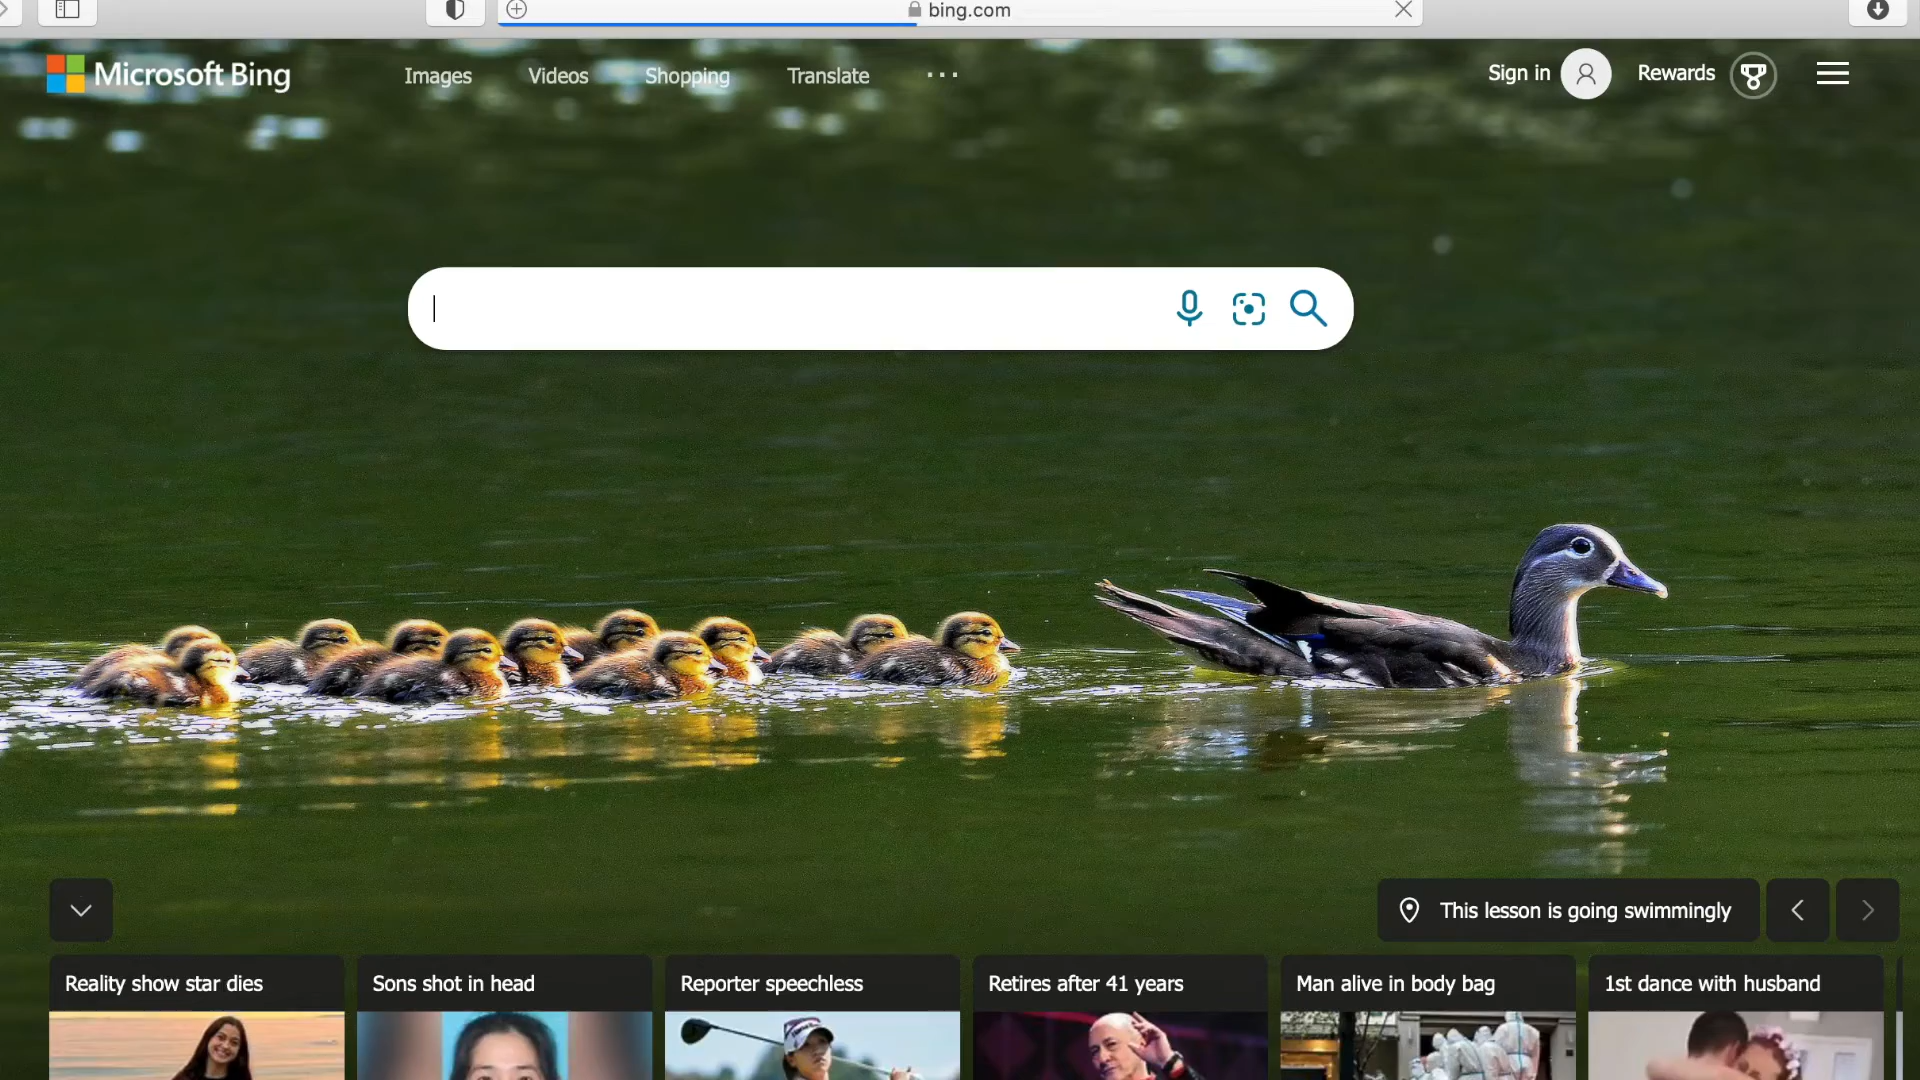 bing.com
Microsoft Bing
Images
Videos
Shopping
Translate
Sign in
Rewards
This lesson is going swimmingly
Reality show star dies
Sons shot in head
Reporter speechless
Retires after 41 years
Man alive in body bag
1st dance with husband